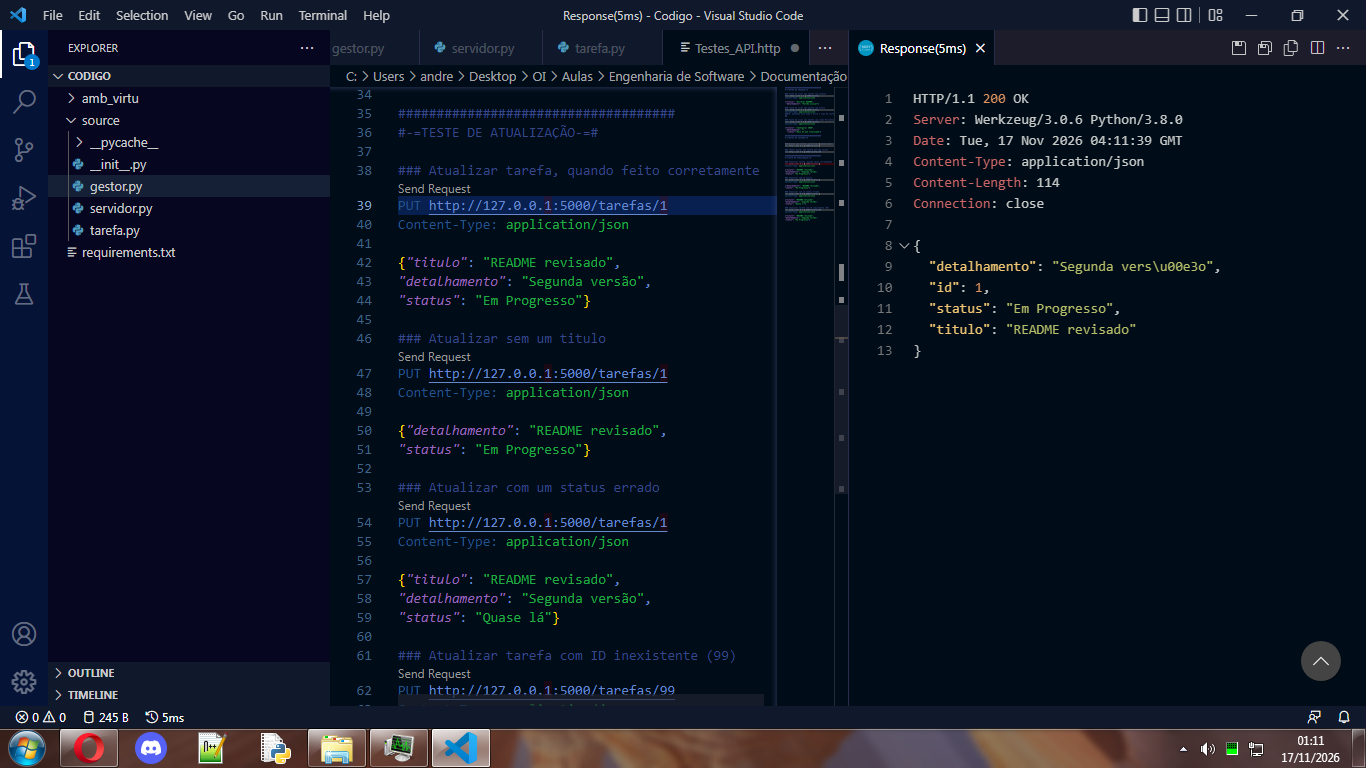 File Edit Selection View Go Run Terminal Help
Response(5ms) - Codigo - Visual Studio Code
EXPLORER
CODIGO
amb_virtu
source
__pycache__
__init__.py
gestor.py
servidor.py
tarefa.py
requirements.txt
OUTLINE
TIMELINE
1
gestor.py servidor.py tarefa.py Testes_API.http
C: > Users > andre > Desktop > OI > Aulas > Engenharia de Software > Documentação
34
35 ####################################
36 #-=TESTE DE ATUALIZAÇÃO-=#
37
38 ### Atualizar tarefa, quando feito corretamente
Send Request
39 PUT http://127.0.0.1:5000/tarefas/1
40 Content-Type: application/json
41
42 {"titulo": "README revisado",
43 "detalhamento": "Segunda versão",
44 "status": "Em Progresso"}
45
46 ### Atualizar sem um titulo
Send Request
47 PUT http://127.0.0.1:5000/tarefas/1
48 Content-Type: application/json
49
50 {"detalhamento": "README revisado",
51 "status": "Em Progresso"}
52
53 ### Atualizar com um status errado
Send Request
54 PUT http://127.0.0.1:5000/tarefas/1
55 Content-Type: application/json
56
57 {"titulo": "README revisado",
58 "detalhamento": "Segunda versão",
59 "status": "Quase lá"}
60
61 ### Atualizar tarefa com ID inexistente (99)
Send Request
62 PUT http://127.0.0.1:5000/tarefas/99
Response(5ms)
1 HTTP/1.1 200 OK
2 Server: Werkzeug/3.0.6 Python/3.8.0
3 Date: Tue, 17 Nov 2026 04:11:39 GMT
4 Content-Type: application/json
5 Content-Length: 114
6 Connection: close
7
8 {
9 "detalhamento": "Segunda vers\u00e3o",
10 "id": 1,
11 "status": "Em Progresso",
12 "titulo": "README revisado"
13 }
0 0 245 B 5ms
01:11
17/11/2026